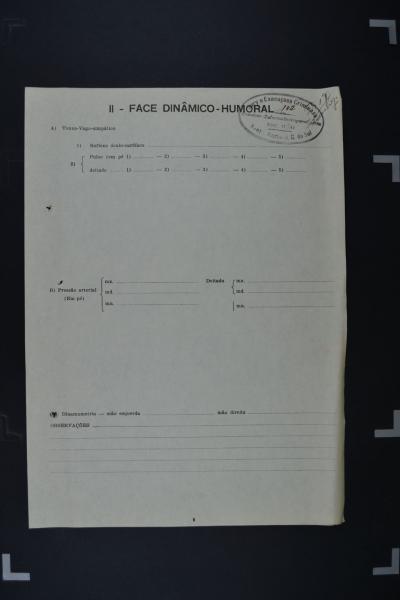 II - FACE DINÂMICO-HUMORAL
102
A) Tônus-Vago-simpático
1) Reflexo óculo-cardíaco
2) Pulso (em pé 1) — 2) — 3) — 4) — 5)
deitado 1) — 2) — 3) — 4) — 5)
B) Pressão arterial
(Em pé)
mx.
md.
mn.
Deitado
mx.
md.
mn.
Dinamometria — mão esquerda mão direita
OBSERVAÇÕES